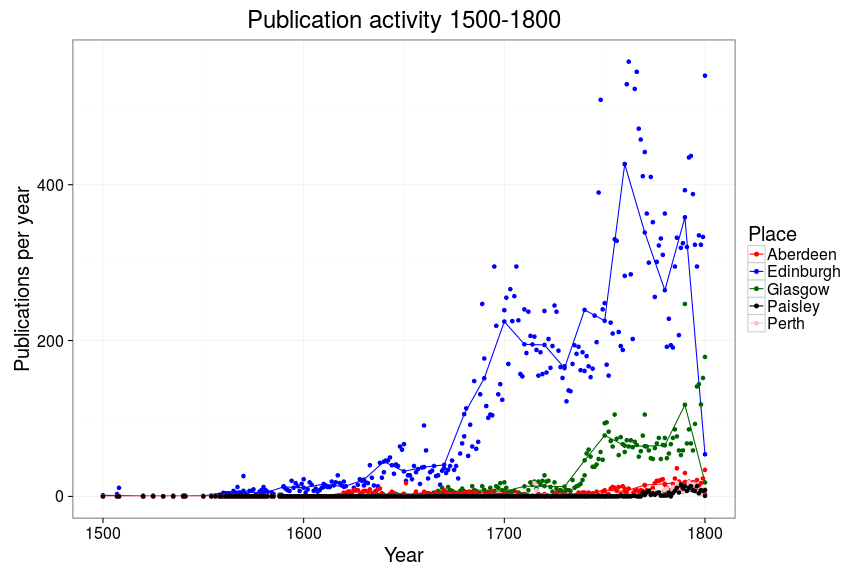 Publication activity 1500-1800
Publications per year
400
200
0
1500 1600 1700 1800
Year
Place
Aberdeen
Edinburgh
Glasgow
Paisley
Perth